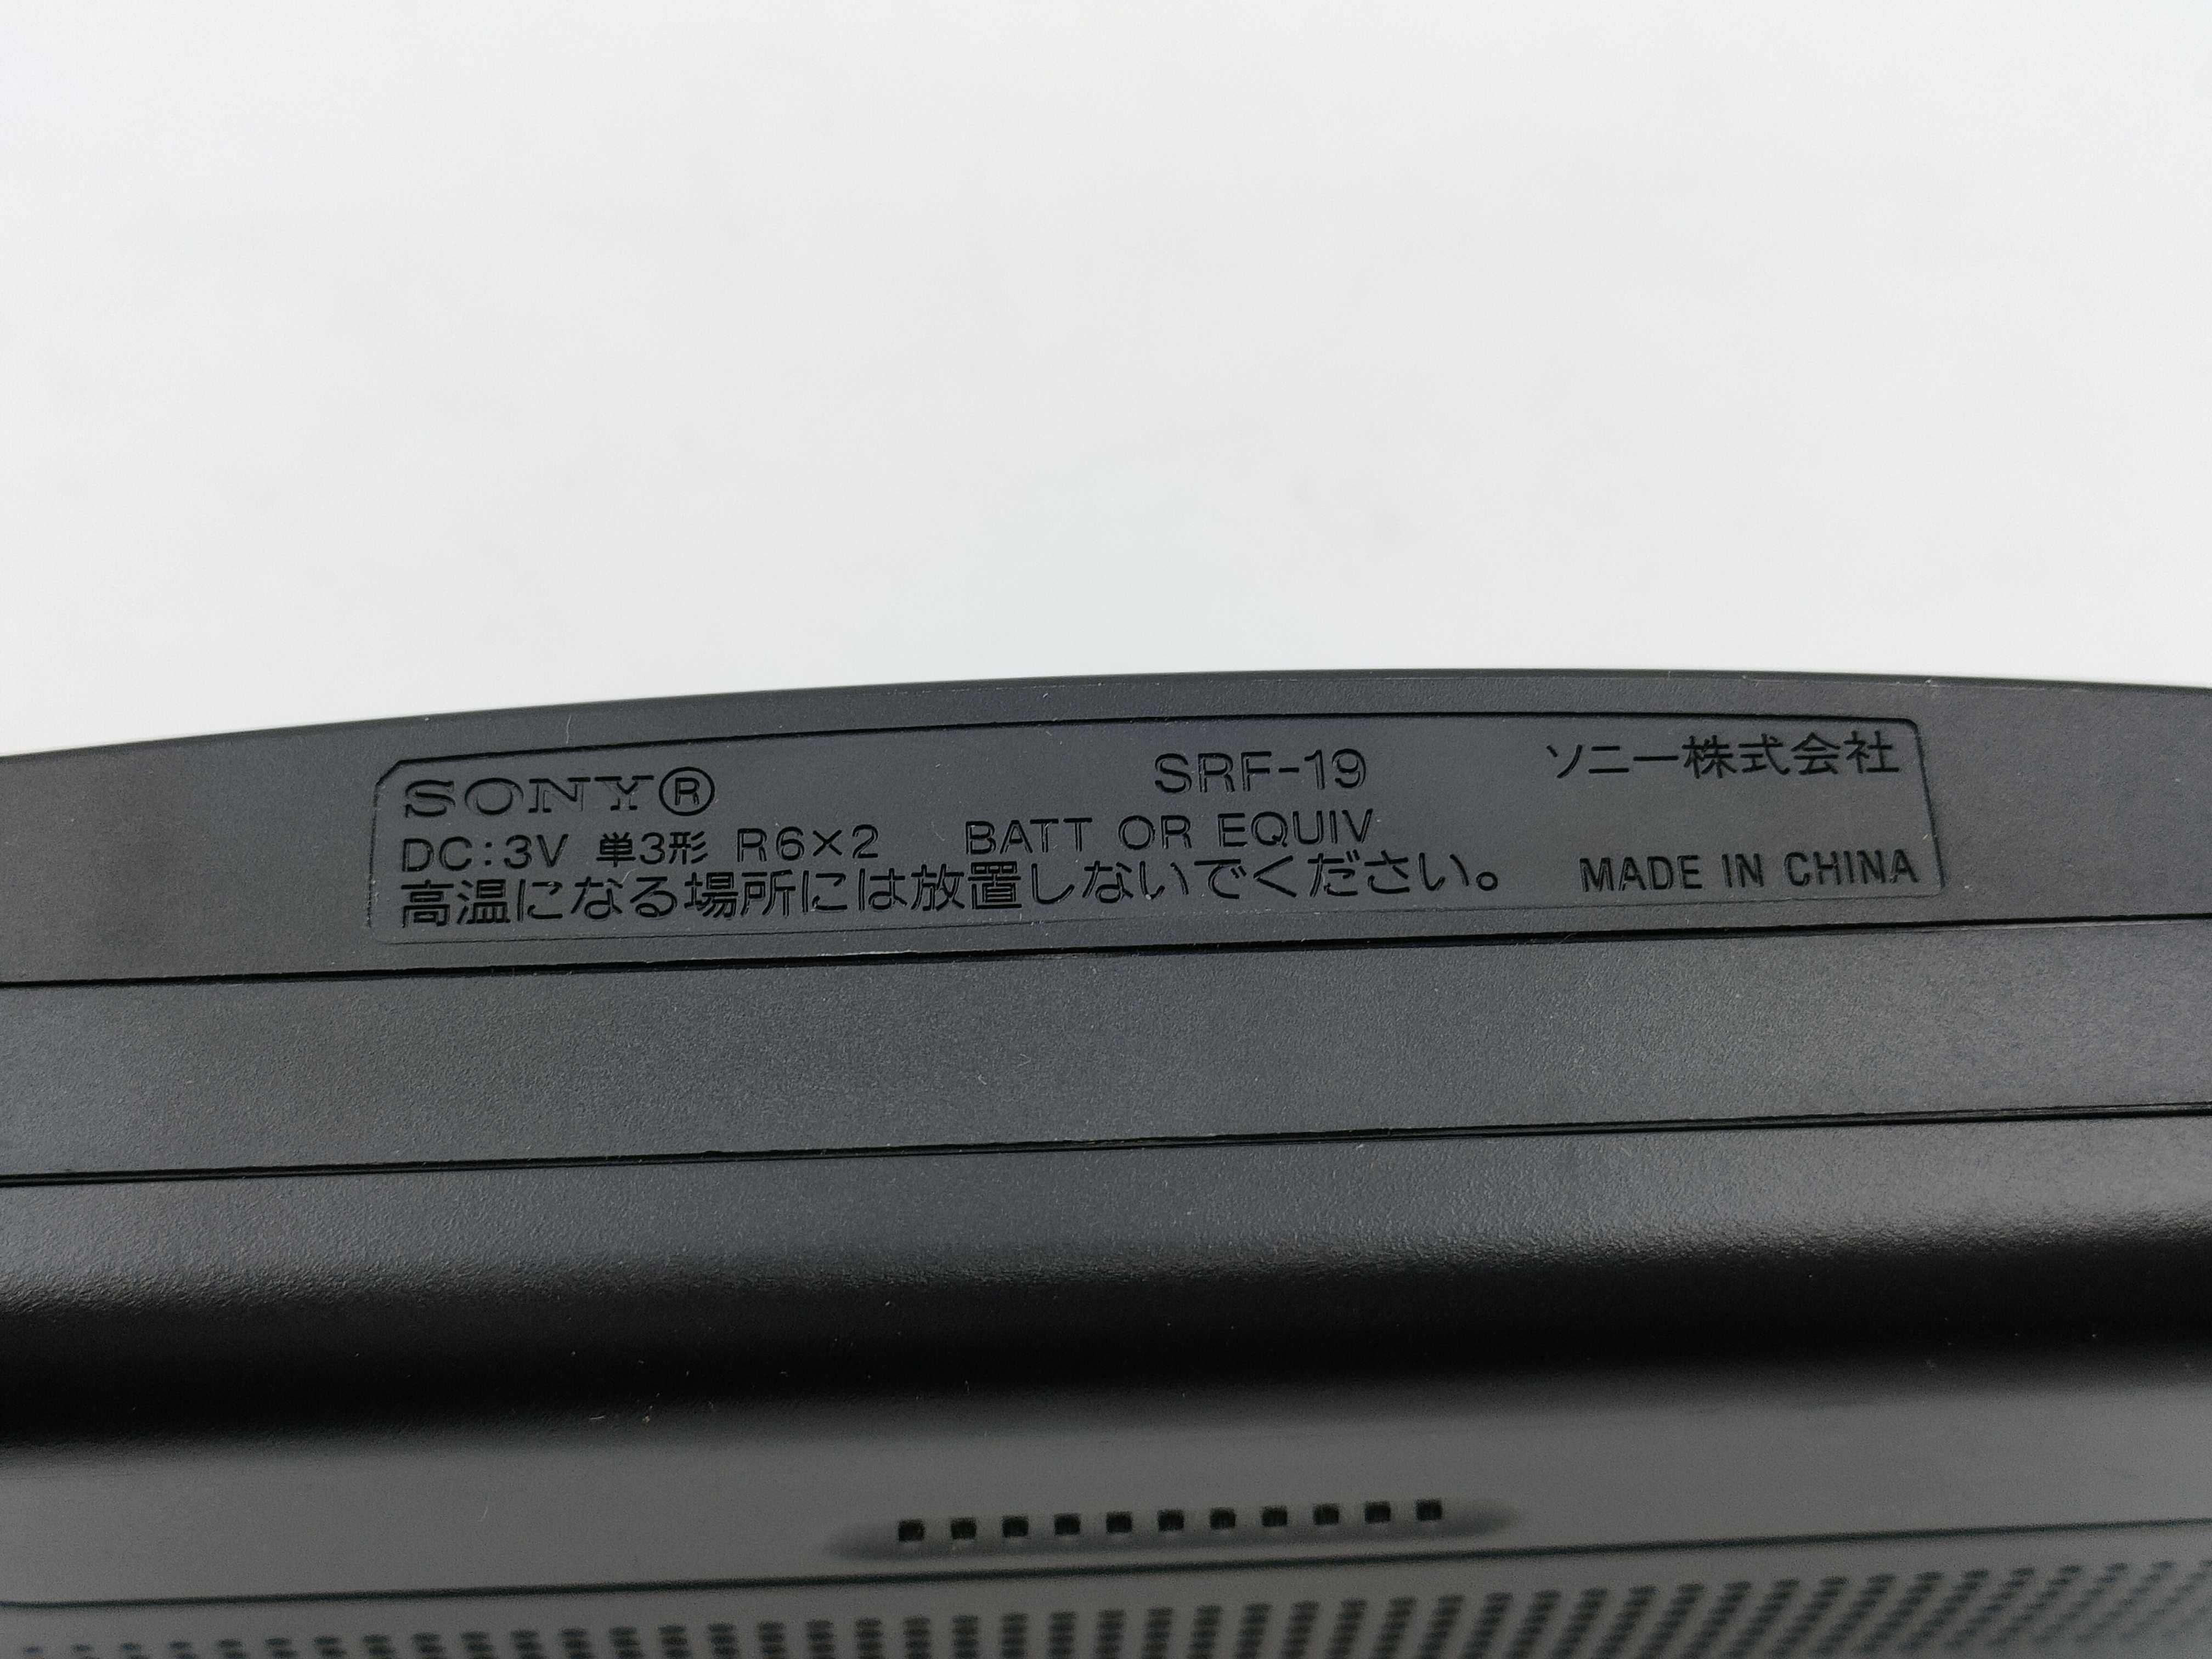 SONY® SRF-19 ソニー株式会社
DC:3V 単3形 R6×2 BATT OR EQUIV
高温になる場所には放置しないでください。 MADE IN CHINA